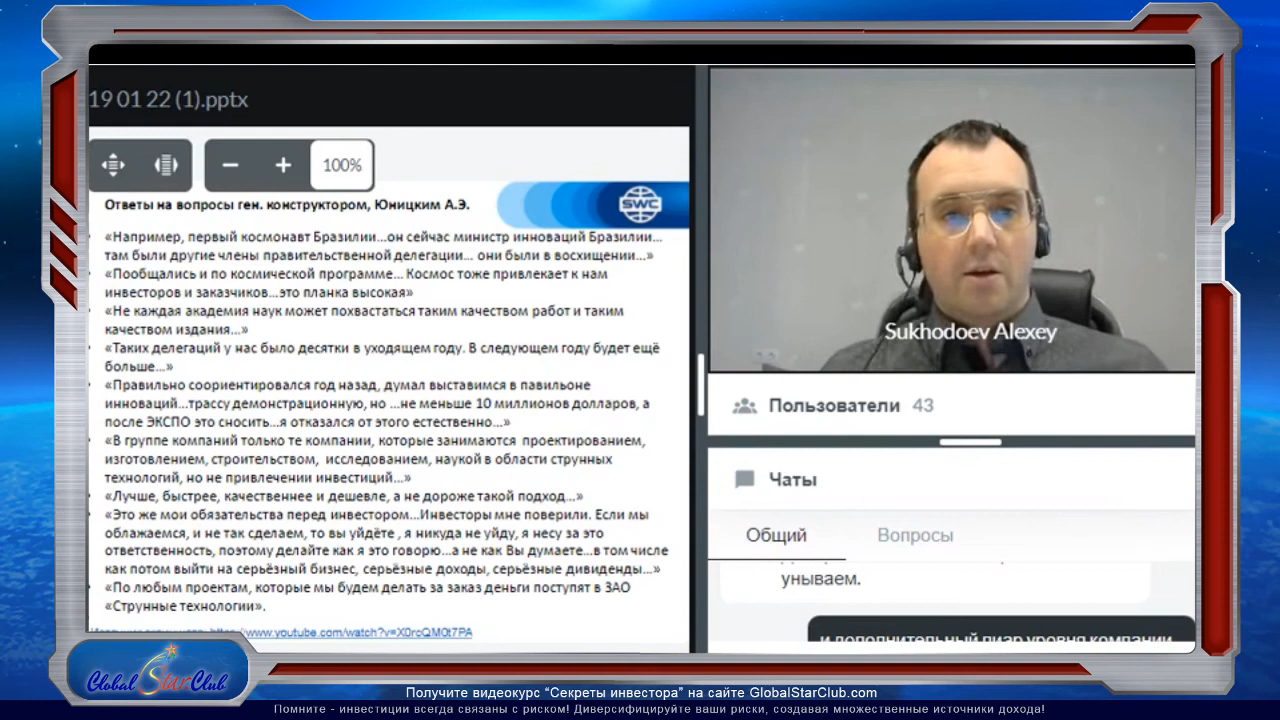 19 01 22 (1).pptx
100%
Ответы на вопросы ген. конструктором, Юницким А.Э.
SWC
«Например, первый космонавт Бразилии...он сейчас министр инноваций Бразилии...
там были другие члены правительственной делегации... они были в восхищении...»
«Пообщались и по космической программе... Космос тоже привлекает к нам
инвесторов и заказчиков...это планка высокая»
«Не каждая академия наук может похвастаться таким качеством работ и таким
качеством издания...»
«Таких делегаций у нас было десятки в уходящем году. В следующем году будет ещё
больше...»
«Правильно соориентировался год назад, думал выставимся в павильоне
инноваций...трассу демонстрационную, но ...не меньше 10 миллионов долларов, а
после ЭКСПО это сносить...я отказался от этого естественно...»
«В группе компаний только те компании, которые занимаются проектированием,
изготовлением, строительством, исследованием, наукой в области струнных
технологий, но не привлечении инвестиций...»
«Лучше, быстрее, качественнее и дешевле, а не дороже такой подход...»
«Это же мои обязательства перед инвестором...Инвесторы мне поверили. Если мы
облажаемся, и не так сделаем, то вы уйдёте , я никуда не уйду, я несу за это
ответственность, поэтому делайте как я это говорю...а не как Вы думаете...в том числе
как потом выйти на серьёзный бизнес, серьёзные доходы, серьёзные дивиденды...»
«По любым проектам, которые мы будем делать за заказ деньги поступят в ЗАО
«Струнные технологии».
https://www.youtube.com/watch?v=X0rcQM0t7PA
Sukhodoev Alexey
Пользователи 43
Чаты
Общий Вопросы
унываем.
и дополнительный пиар уровня компании
Global Star Club
Получите видеокурс “Секреты инвестора” на сайте GlobalStarClub.com
Помните - инвестиции всегда связаны с риском! Диверсифицируйте ваши риски, создавая множественные источники дохода!